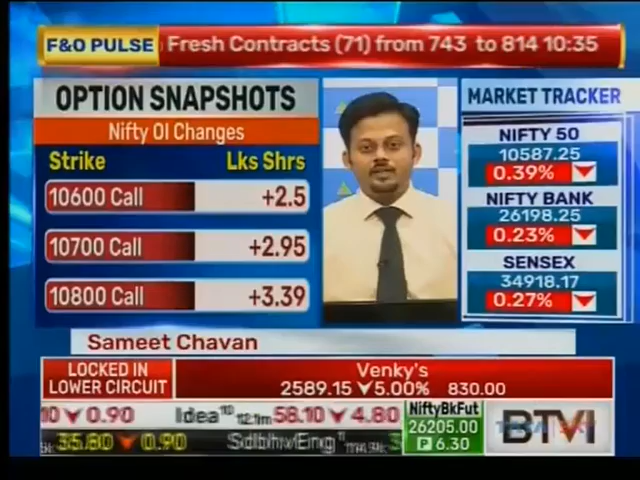 F&O PULSE
Fresh Contracts (71) from 743 to 814 10:35
OPTION SNAPSHOTS
Nifty OI Changes
Strike Lks Shrs
10600 Call +2.5
10700 Call +2.95
10800 Call +3.39
MARKET TRACKER
NIFTY 50
10587.25
0.39%
NIFTY BANK
26198.25
0.23%
SENSEX
34918.17
0.27%
Sameet Chavan
LOCKED IN
LOWER CIRCUIT
Venky's
2589.15 5.00% 830.00
10 0.90 Idea 12.1m 58.10 4.80
35.80 0.90
NiftyBkFut
26205.00
P 6.30
BTVI